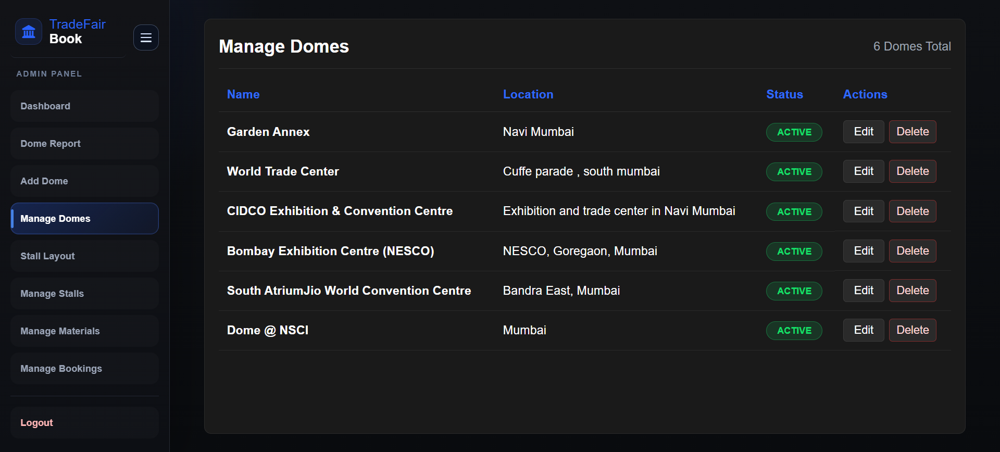 TradeFair
Book
ADMIN PANEL
Dashboard
Dome Report
Add Dome
Manage Domes
Stall Layout
Manage Stalls
Manage Materials
Manage Bookings
Logout
Manage Domes
6 Domes Total
Name Location Status Actions
Garden Annex Navi Mumbai ACTIVE Edit Delete
World Trade Center Cuffe parade , south mumbai ACTIVE Edit Delete
CIDCO Exhibition & Convention Centre Exhibition and trade center in Navi Mumbai ACTIVE Edit Delete
Bombay Exhibition Centre (NESCO) NESCO, Goregaon, Mumbai ACTIVE Edit Delete
South AtriumJio World Convention Centre Bandra East, Mumbai ACTIVE Edit Delete
Dome @ NSCI Mumbai ACTIVE Edit Delete